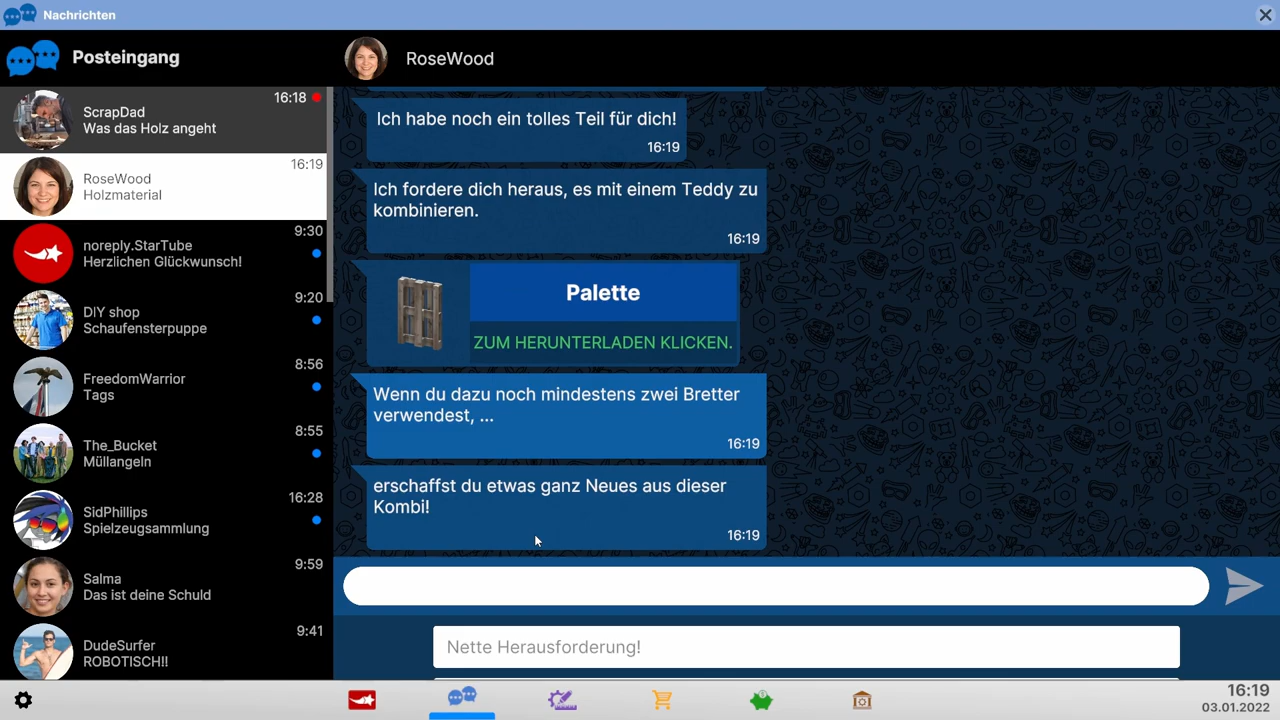 Nachrichten
Posteingang
RoseWood
ScrapDad
16:18
Was das Holz angeht
RoseWood
16:19
Holzmaterial
noreply.StarTube
9:30
Herzlichen Glückwunsch!
DIY shop
9:20
Schaufensterpuppe
FreedomWarrior
8:56
Tags
The_Bucket
8:55
Müllangeln
SidPhillips
16:28
Spielzeugsammlung
Salma
9:59
Das ist deine Schuld
DudeSurfer
9:41
ROBOTISCH!!
Ich habe noch ein tolles Teil für dich!
16:19
Ich fordere dich heraus, es mit einem Teddy zu
kombinieren.
16:19
Palette
ZUM HERUNTERLADEN KLICKEN.
Wenn du dazu noch mindestens zwei Bretter
verwendest, ...
16:19
erschaffst du etwas ganz Neues aus dieser
Kombi!
16:19
Nette Herausforderung!
16:19
03.01.2022